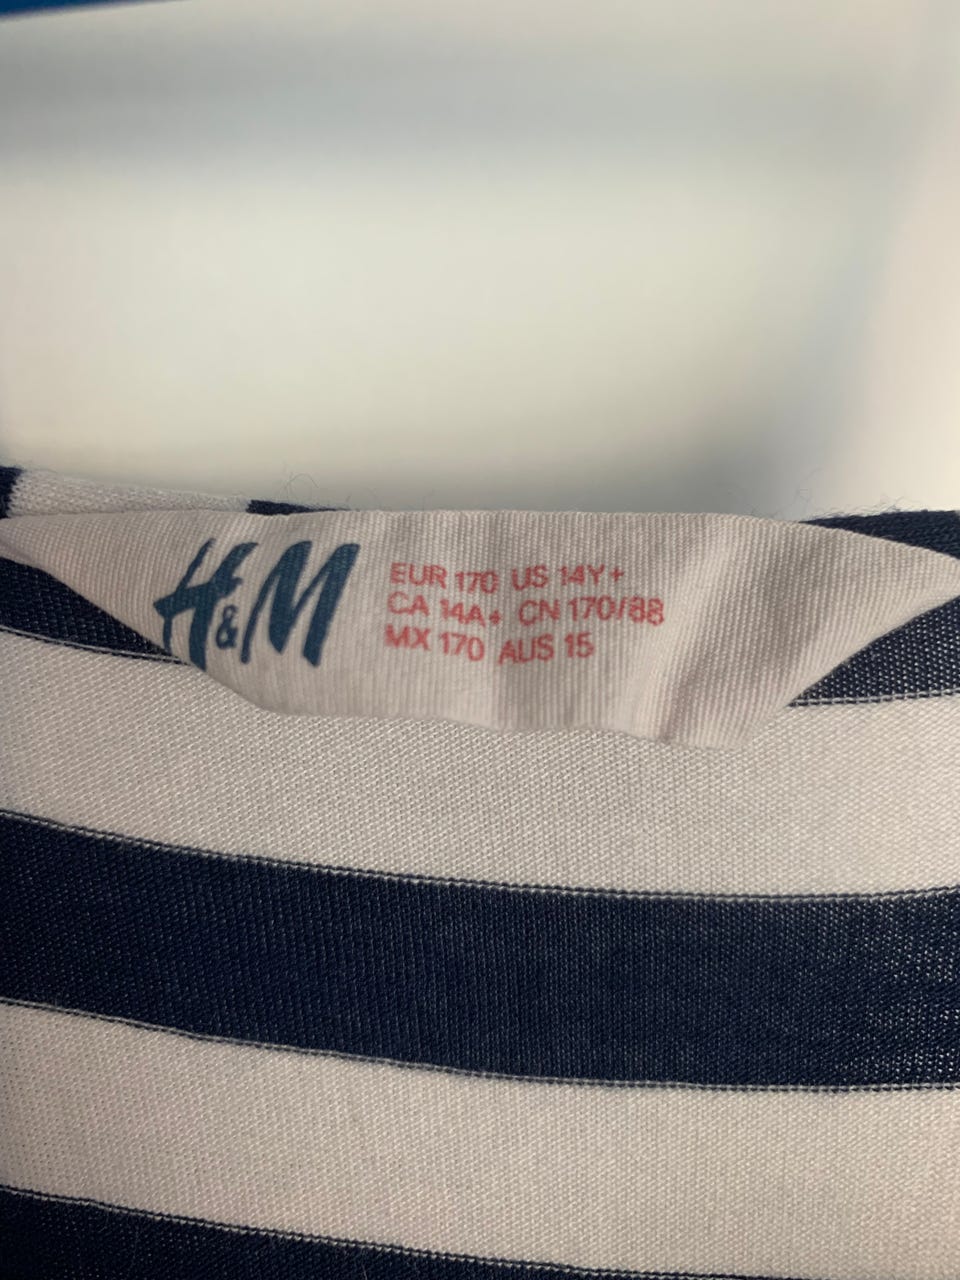 H&M
EUR 170 US 14Y+
CA 14A+ CN 170/88
MX 170 AUS 15